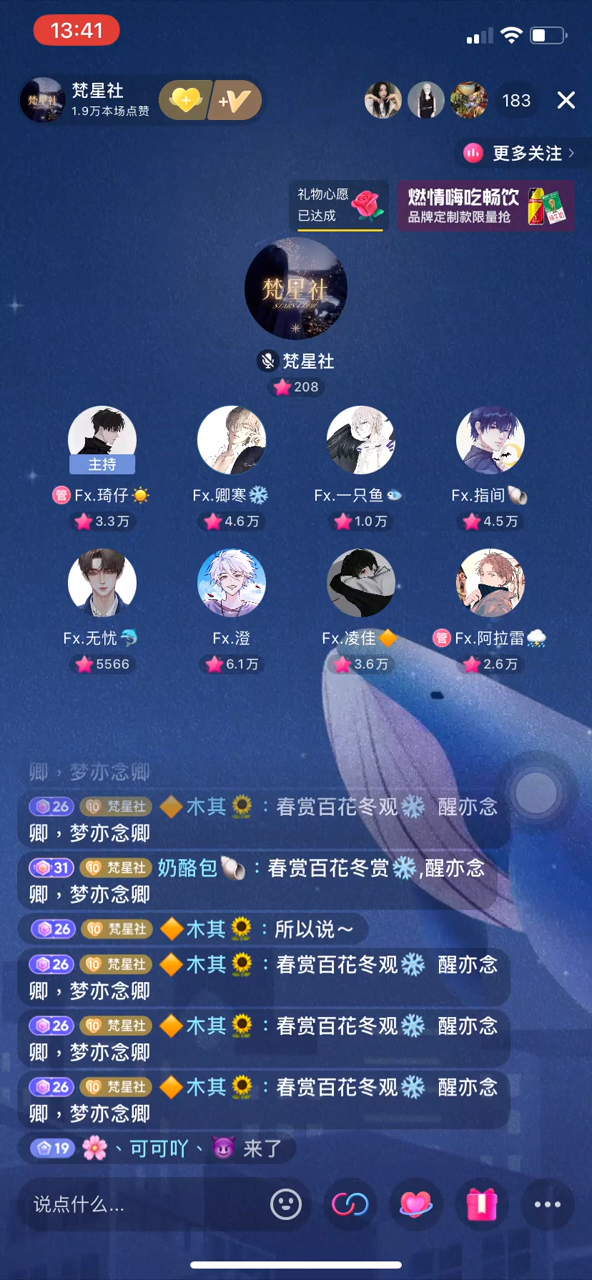 13:41
梵星社
1.9万本场点赞
+V
183
更多关注
礼物心愿
已达成
燃情嗨吃畅饮
品牌定制款限量抢
梵星社
梵星社
208
主持
管 Fx.琦仔 Fx.卿寒 Fx.一只鱼 Fx.指间
3.3万 4.6万 1.0万 4.5万
Fx.无忧 Fx.澄 Fx.凌佳 管 Fx.阿拉雷
5566 6.1万 3.6万 2.6万
卿，梦亦念卿
26 10 梵星社 🔶木其🌻：春赏百花冬观❄️ 醒亦念
卿，梦亦念卿
31 10 梵星社 奶酪包🐚：春赏百花冬赏❄️,醒亦念
卿，梦亦念卿
26 10 梵星社 🔶木其🌻：所以说～
26 10 梵星社 🔶木其🌻：春赏百花冬观❄️ 醒亦念
卿，梦亦念卿
26 10 梵星社 🔶木其🌻：春赏百花冬观❄️ 醒亦念
卿，梦亦念卿
26 10 梵星社 🔶木其🌻：春赏百花冬观❄️ 醒亦念
卿，梦亦念卿
19 🌸、可可吖、😈 来了
说点什么...